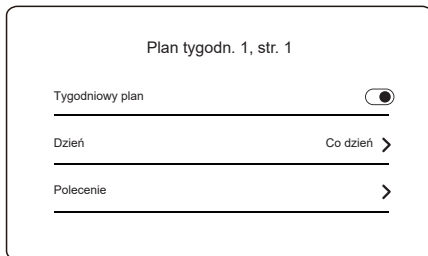 Plan tygodn. 1, str. 1
Tygodniowy plan
Dzień Co dzień
Polecenie